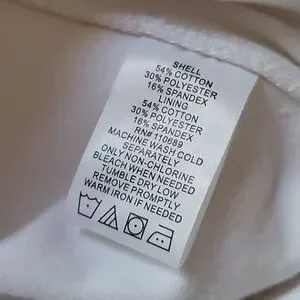 SHELL
54% COTTON
30% POLYESTER
16% SPANDEX
LINING
54% COTTON
30% POLYESTER
16% SPANDEX
RN# 110689
MACHINE WASH COLD
SEPARATELY
ONLY NON-CHLORINE
BLEACH WHEN NEEDED
TUMBLE DRY LOW
REMOVE PROMPTLY
WARM IRON IF NEEDED